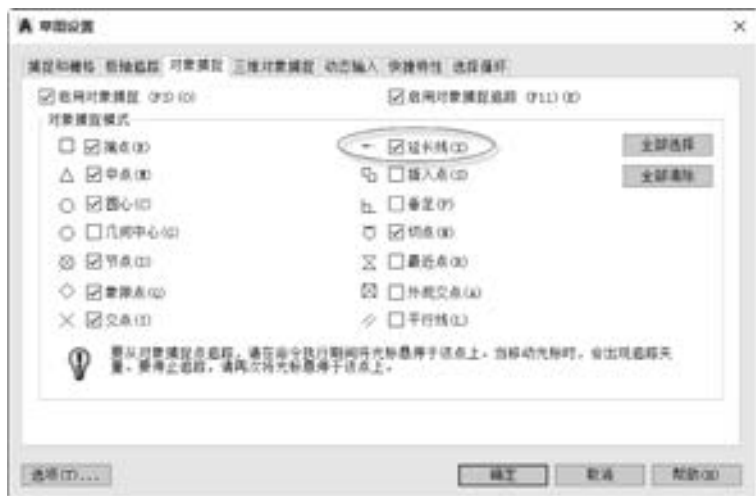 草图设置
捕捉和栅格 极轴追踪 对象捕捉 三维对象捕捉 动态输入 快捷特性 选择循环
启用对象捕捉 (F3)(O) 启用对象捕捉追踪 (F11)(K)
对象捕捉模式
端点(E) 延长线(X) 全部选择
中点(M) 插入点(S) 全部清除
圆心(C) 垂足(P)
几何中心(G) 切点(N)
节点(D) 最近点(R)
象限点(Q) 外观交点(A)
交点(I) 平行线(L)
要从对象捕捉点追踪，请在命令执行期间将光标悬停于该点上。当移动光标时，会出现追踪矢
量。要停止追踪，请再次将光标悬停于该点上。
选项(T)... 确定 取消 帮助(H)